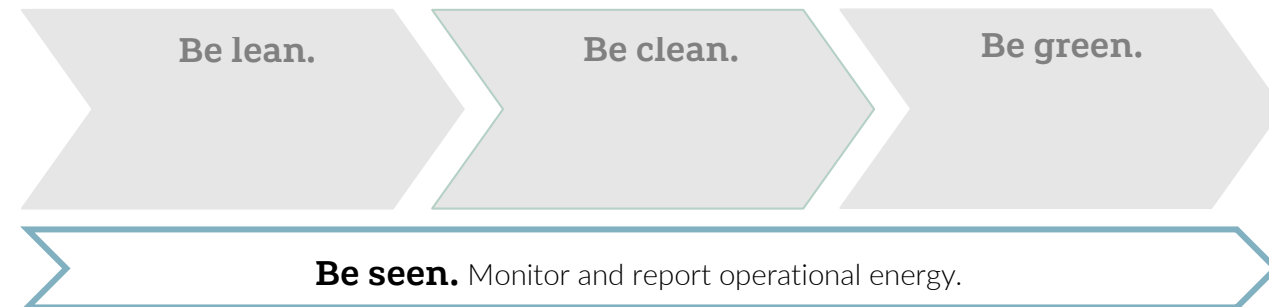 Be lean.
Be clean.
Be green.
Be seen. Monitor and report operational energy.